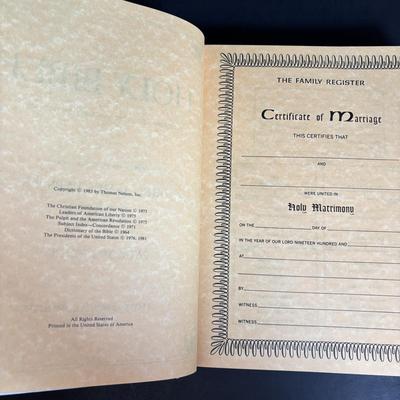 HOLY BIBLE
Copyright © 1983 by Thomas Nelson, Inc.
The Christian Foundation of our Nation © 1975
Leaders of American Liberty © 1975
The Pulpit and the American Revolution © 1975
Subject Index—Concordance © 1971
Dictionary of the Bible © 1964
The Presidents of the United States © 1976, 1981
All Rights Reserved
Printed in the United States of America
THE FAMILY REGISTER
Certificate of Marriage
THIS CERTIFIES THAT
AND
WERE UNITED IN
Holy Matrimony
ON THE DAY OF
IN THE YEAR OF OUR LORD NINETEEN HUNDRED AND
AT
BY
WITNESS
WITNESS